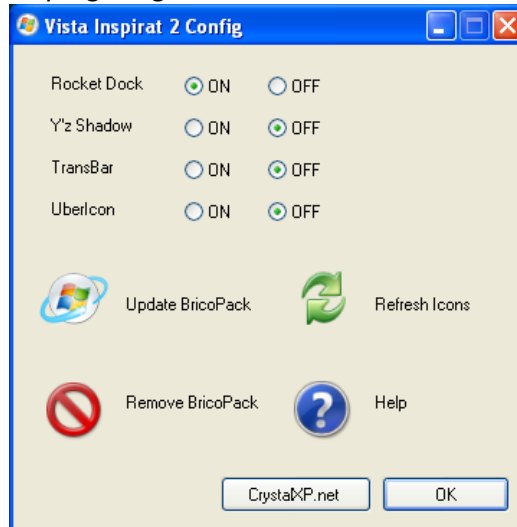 Vista Inspirat 2 Config
Rocket Dock ON OFF
Y'z Shadow ON OFF
TransBar ON OFF
UberIcon ON OFF
Update BricoPack Refresh Icons
Remove BricoPack Help
CrystalXP.net OK